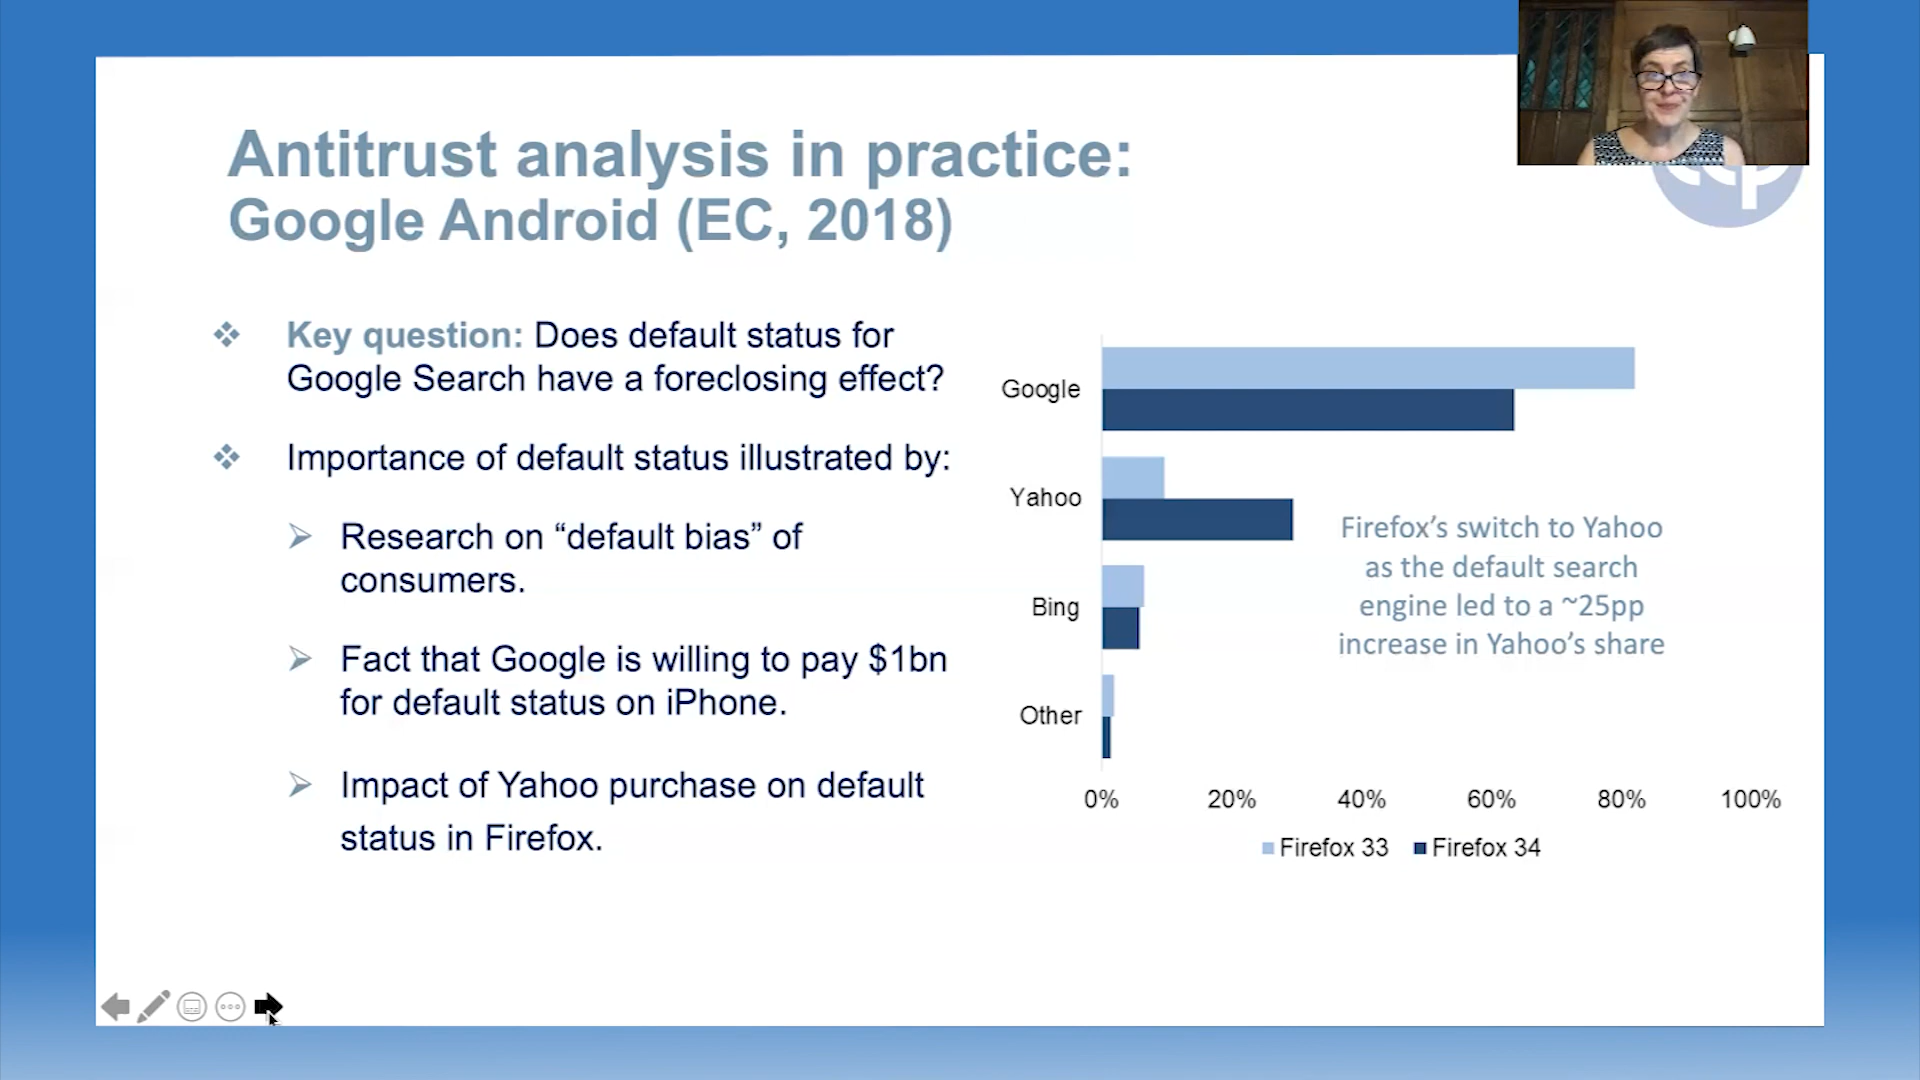 Antitrust analysis in practice:
Google Android (EC, 2018)
Key question: Does default status for
Google Search have a foreclosing effect?
Importance of default status illustrated by:
Research on “default bias” of
consumers.
Fact that Google is willing to pay $1bn
for default status on iPhone.
Impact of Yahoo purchase on default
status in Firefox.
Google
Yahoo
Bing
Other
Firefox’s switch to Yahoo
as the default search
engine led to a ~25pp
increase in Yahoo’s share
0% 20% 40% 60% 80% 100%
Firefox 33 Firefox 34